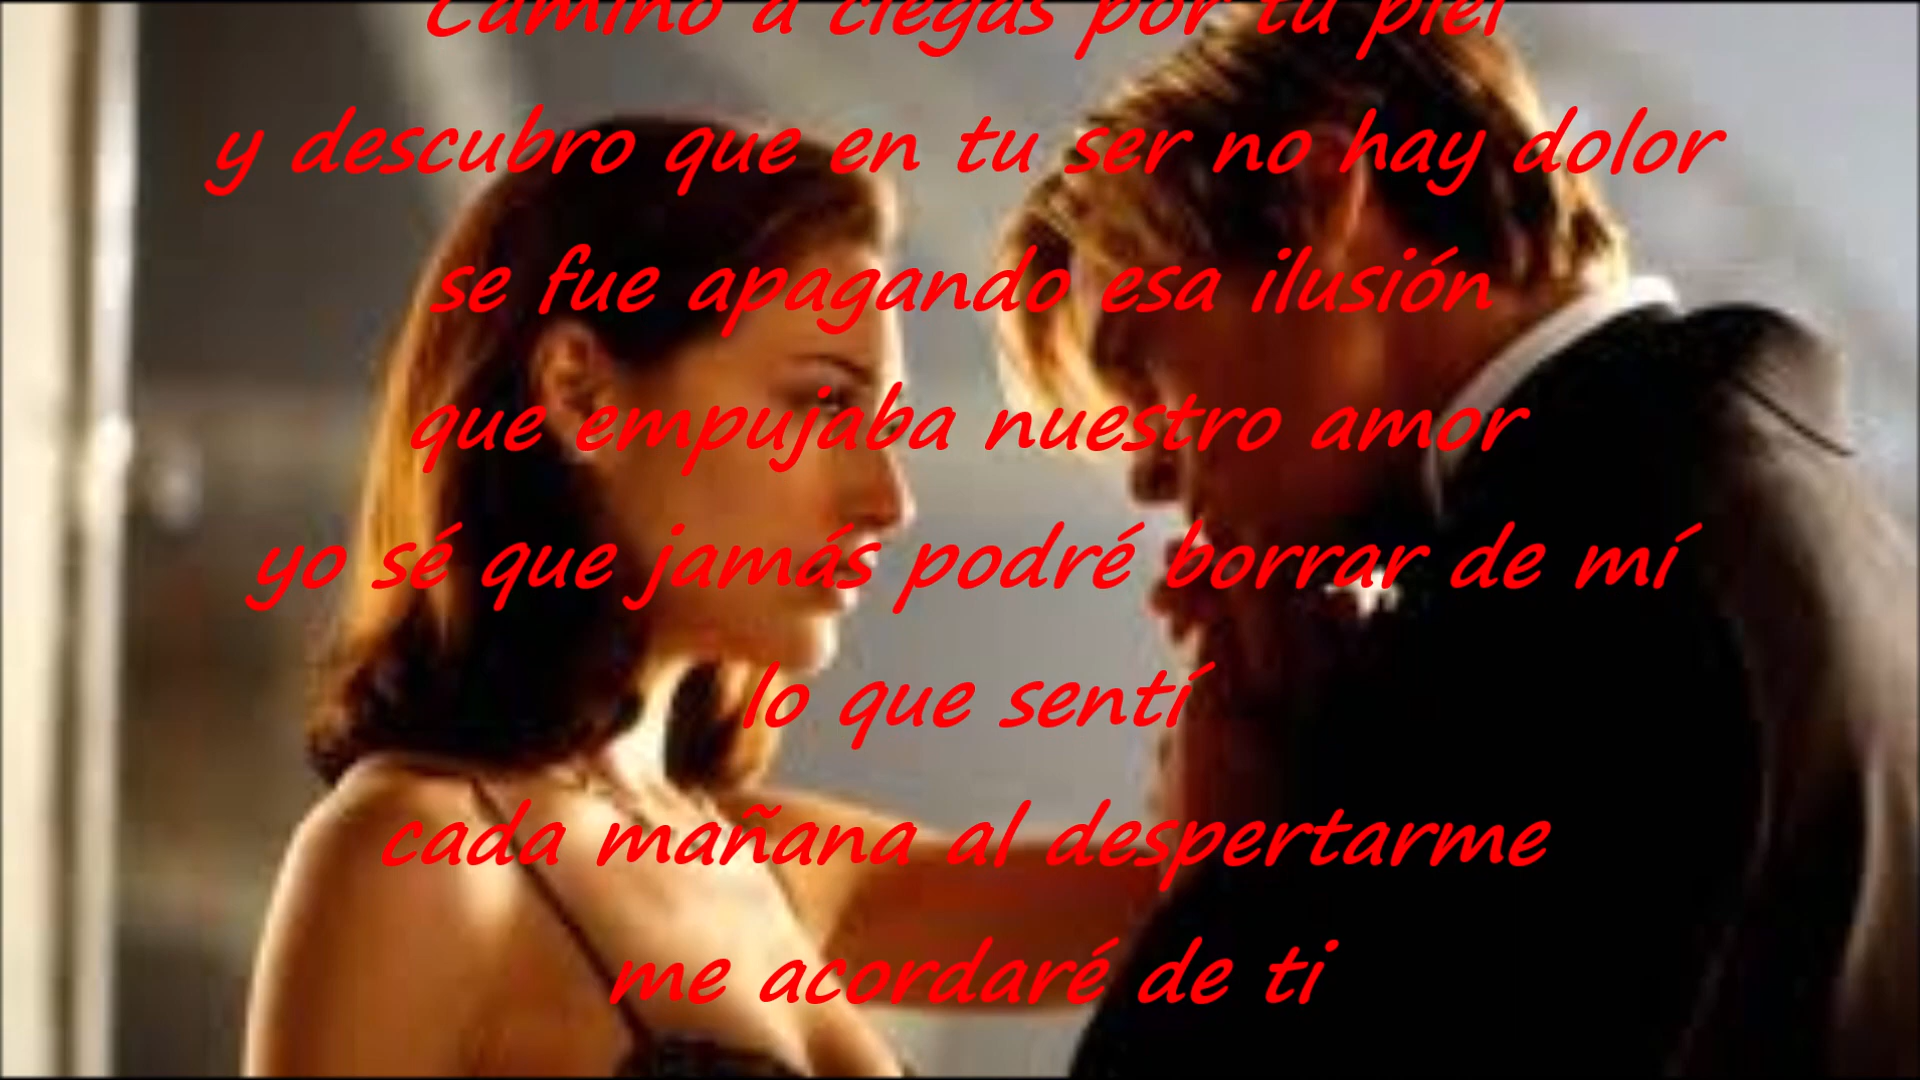 Camino a ciegas por tu piel
y descubro que en tu ser no hay dolor
se fue apagando esa ilusión
que empujaba nuestro amor
yo sé que jamás podré borrar de mí
lo que sentí
cada mañana al despertarme
me acordaré de ti